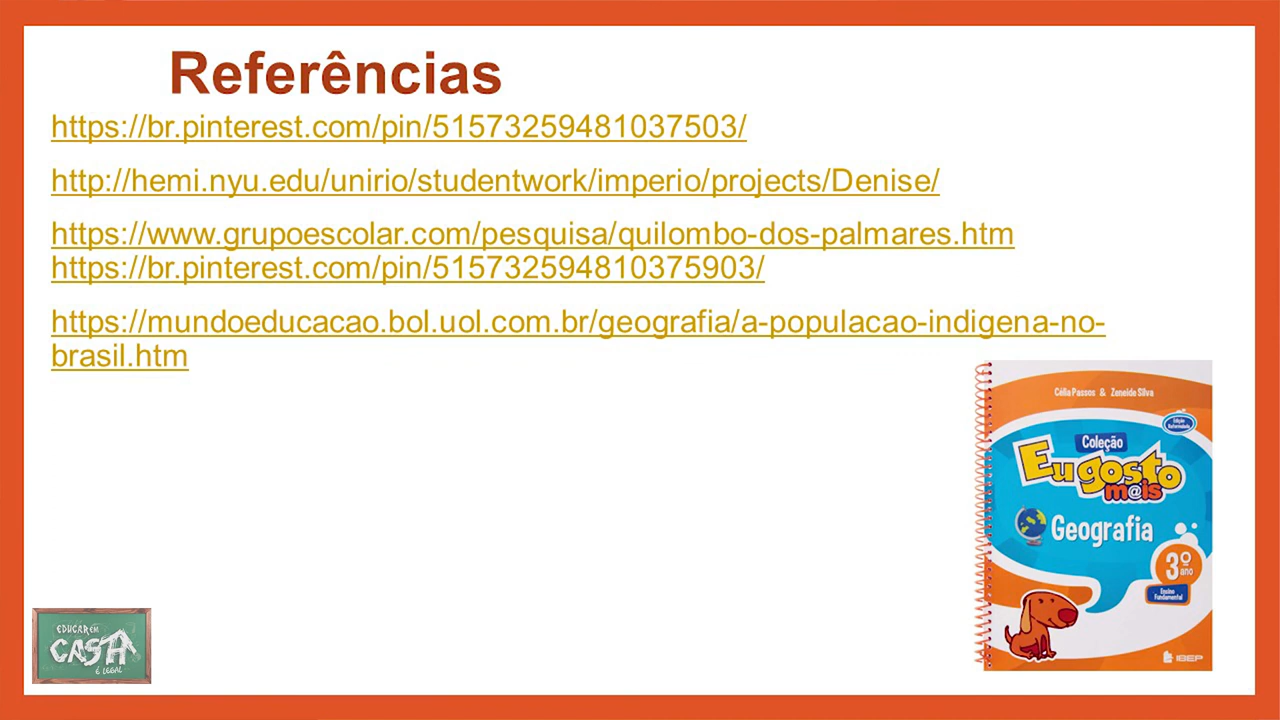 Referências
https://br.pinterest.com/pin/51573259481037503/
http://hemi.nyu.edu/unirio/studentwork/imperio/projects/Denise/
https://www.grupoescolar.com/pesquisa/quilombo-dos-palmares.htm
https://br.pinterest.com/pin/515732594810375903/
https://mundoeducacao.bol.uol.com.br/geografia/a-populacao-indigena-no-
brasil.htm
Célia Passos & Zeneide Silva
Edição
Reformulada
Coleção
Eu gosto
m@is
Geografia
3º
ano
Ensino
Fundamental
IBEP
EDUCAR EM
CASA
É LEGAL